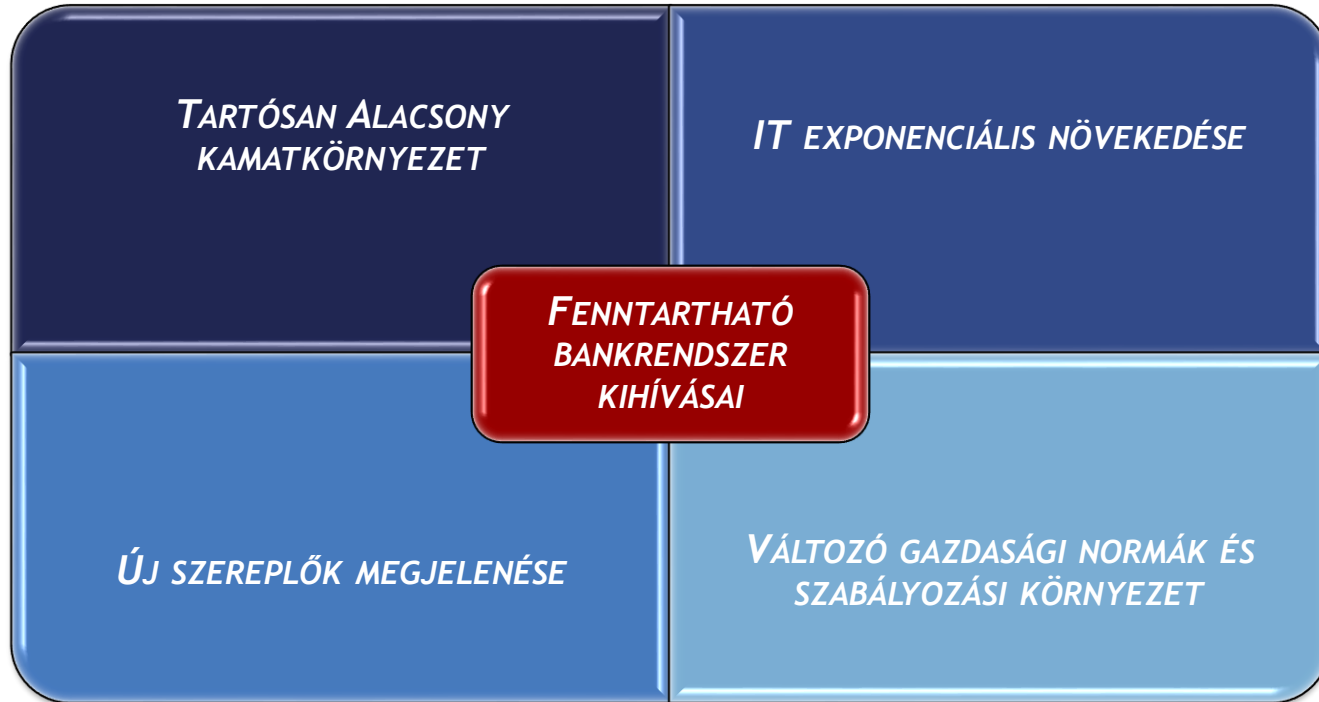 Tartósan Alacsony
kamatkörnyezet
IT exponenciális növekedése
Fenntartható
bankrendszer
kihívásai
Új szereplők megjelenése
Változó gazdasági normák és
szabályozási környezet